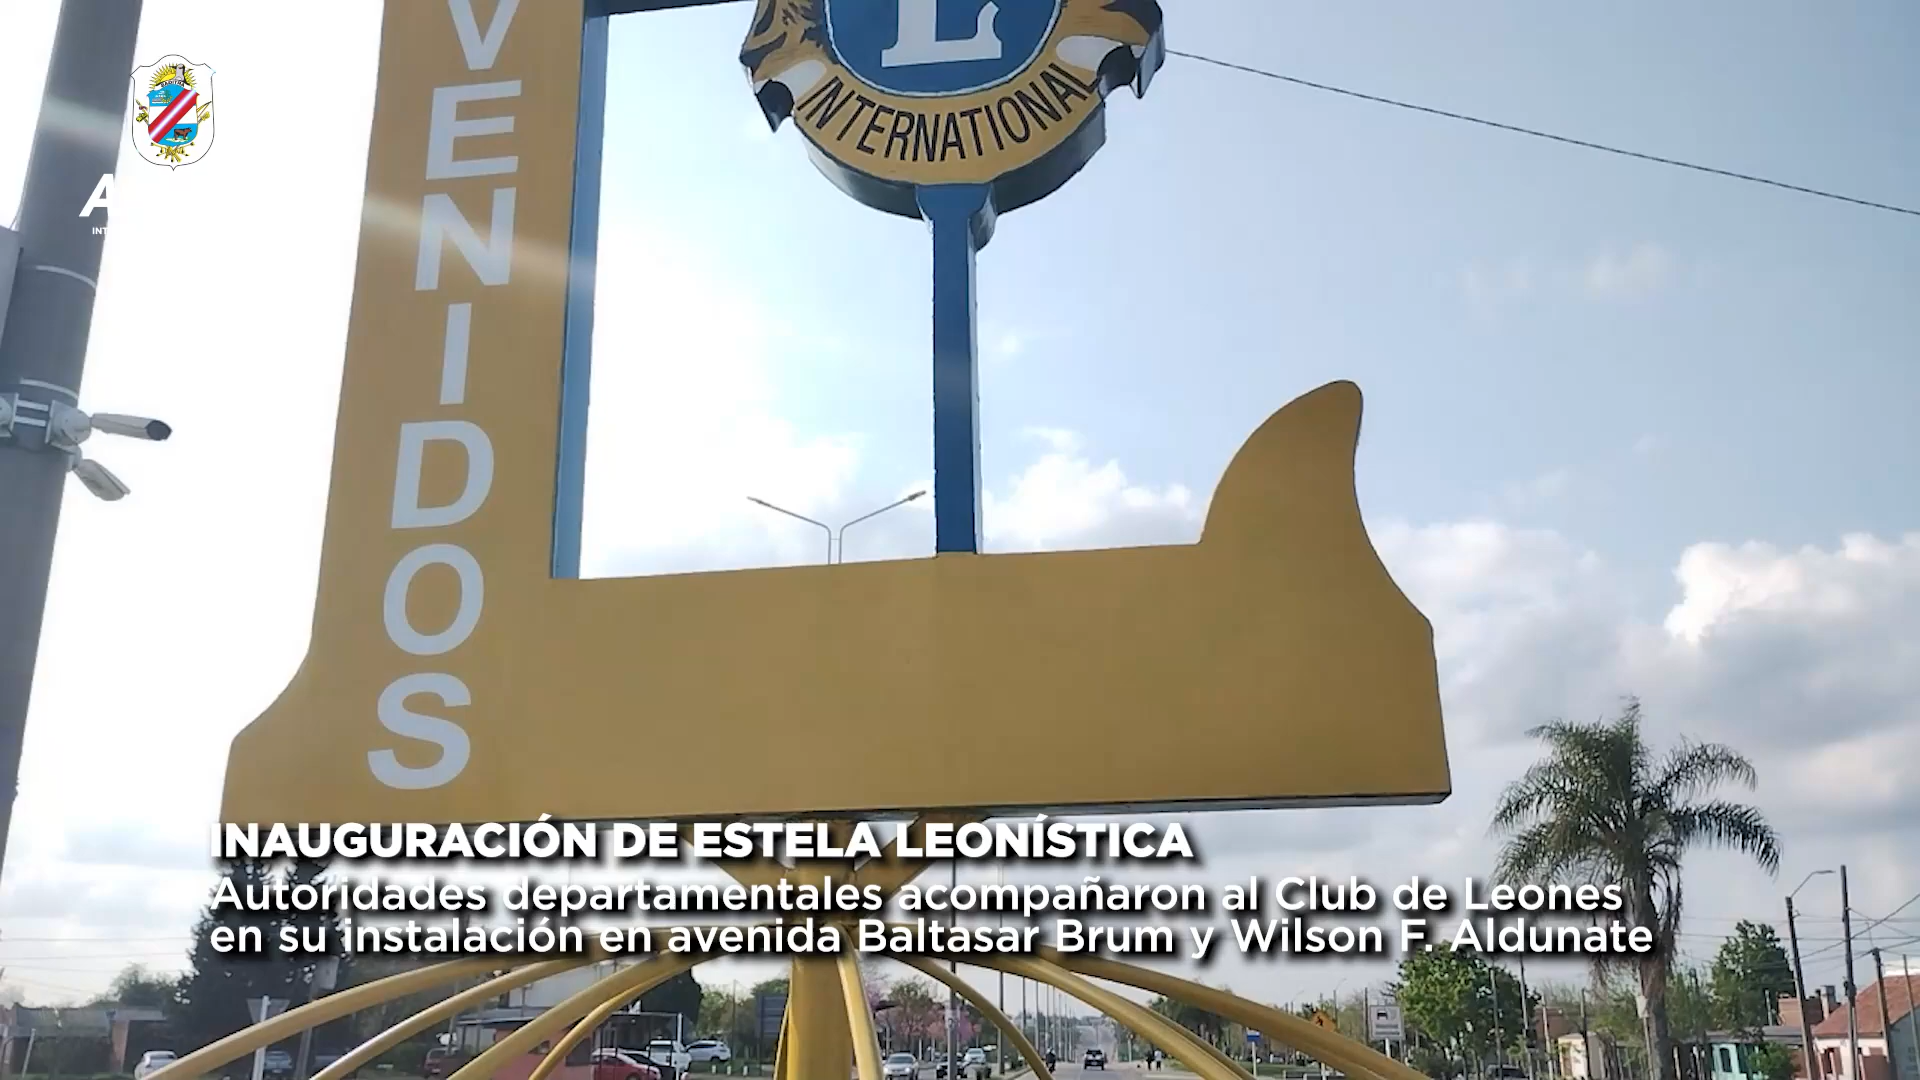 VENIDOS
L
INTERNATIONAL
INAUGURACIÓN DE ESTELA LEONÍSTICA
Autoridades departamentales acompañaron al Club de Leones
en su instalación en avenida Baltasar Brum y Wilson F. Aldunate